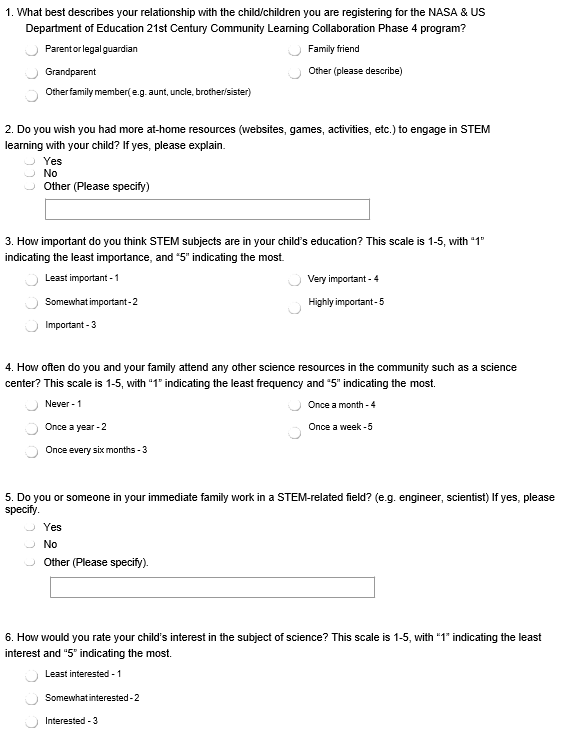 1. What best describes your relationship with the child/children you are registering for the NASA & US
Department of Education 21st Century Community Learning Collaboration Phase 4 program?
Parent or legal guardian
Family friend
Grandparent
Other (please describe)
Other family member( e.g. aunt, uncle, brother/sister)
2. Do you wish you had more at-home resources (websites, games, activities, etc.) to engage in STEM
learning with your child? If yes, please explain.
Yes
No
Other (Please specify)
3. How important do you think STEM subjects are in your child's education? This scale is 1-5, with "1"
indicating the least importance, and "5" indicating the most.
Least important - 1
Very important - 4
Somewhat important - 2
Highly important - 5
Important - 3
4. How often do you and your family attend any other science resources in the community such as a science
center? This scale is 1-5, with "1" indicating the least frequency and "5" indicating the most.
Never - 1
Once a month - 4
Once a year - 2
Once a week - 5
Once every six months - 3
5. Do you or someone in your immediate family work in a STEM-related field? (e.g. engineer, scientist) If yes, please
specify.
Yes
No
Other (Please specify).
6. How would you rate your child's interest in the subject of science? This scale is 1-5, with "1" indicating the least
interest and "5" indicating the most.
Least interested - 1
Somewhat interested - 2
Interested - 3